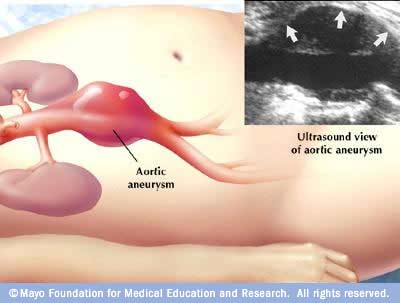 Ultrasound view
of aortic aneurysm
Aortic
aneurysm
©Mayo Foundation for Medical Education and Research. All rights reserved.